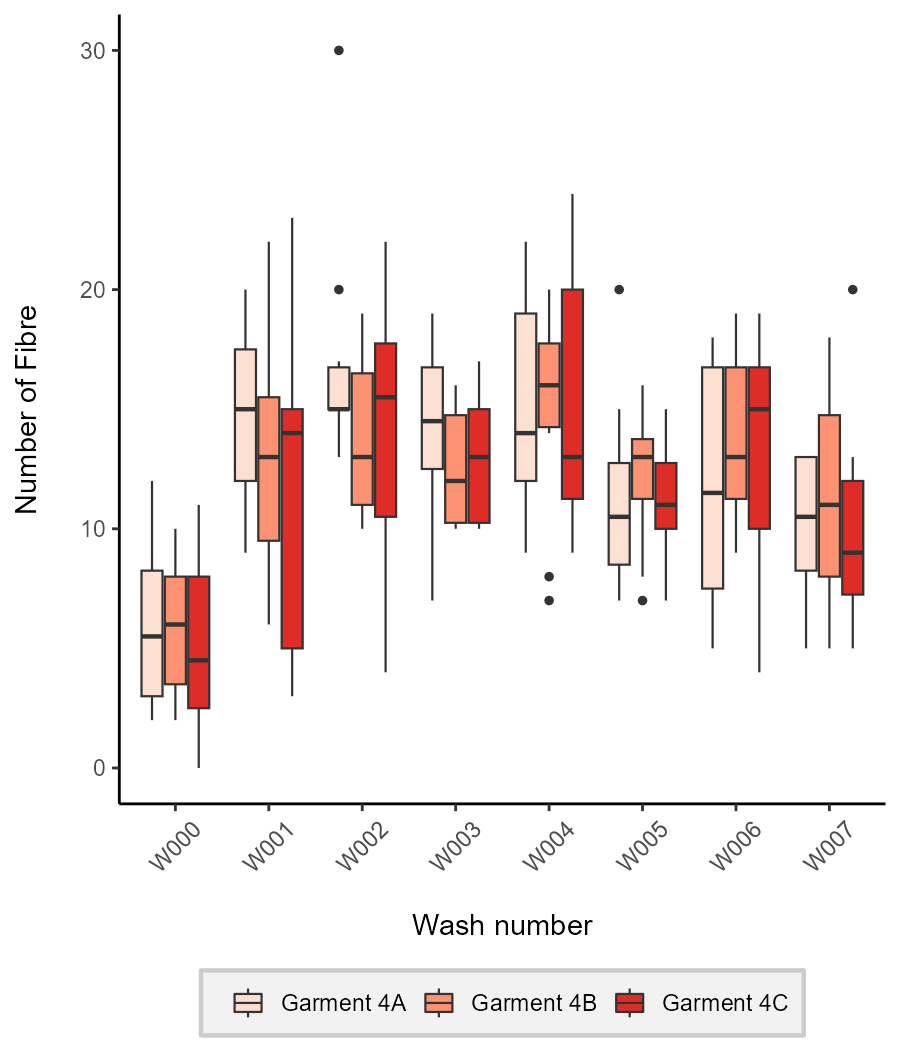 30
20
10
0
Number of Fibre
W000 W001 W002 W003 W004 W005 W006 W007
Wash number
Garment 4A Garment 4B Garment 4C